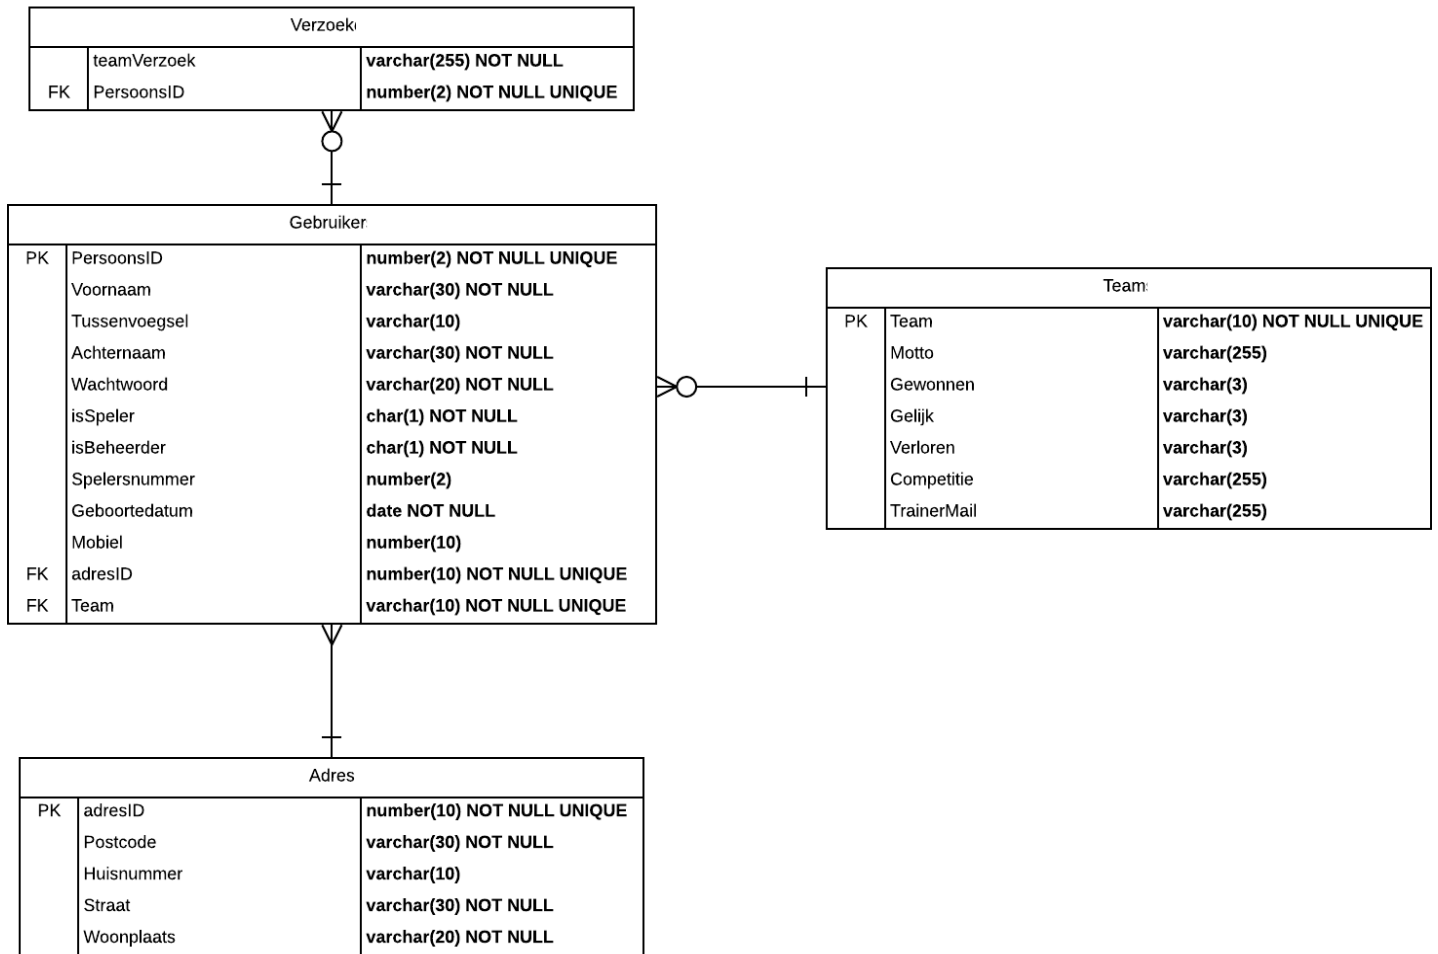 Verzoek
teamVerzoek varchar(255) NOT NULL
FK PersoonsID number(2) NOT NULL UNIQUE
Gebruiker
PK PersoonsID number(2) NOT NULL UNIQUE
Voornaam varchar(30) NOT NULL
Tussenvoegsel varchar(10)
Achternaam varchar(30) NOT NULL
Wachtwoord varchar(20) NOT NULL
isSpeler char(1) NOT NULL
isBeheerder char(1) NOT NULL
Spelersnummer number(2)
Geboortedatum date NOT NULL
Mobiel number(10)
FK adresID number(10) NOT NULL UNIQUE
FK Team varchar(10) NOT NULL UNIQUE
Team
PK Team varchar(10) NOT NULL UNIQUE
Motto varchar(255)
Gewonnen varchar(3)
Gelijk varchar(3)
Verloren varchar(3)
Competitie varchar(255)
TrainerMail varchar(255)
Adres
PK adresID number(10) NOT NULL UNIQUE
Postcode varchar(30) NOT NULL
Huisnummer varchar(10)
Straat varchar(30) NOT NULL
Woonplaats varchar(20) NOT NULL